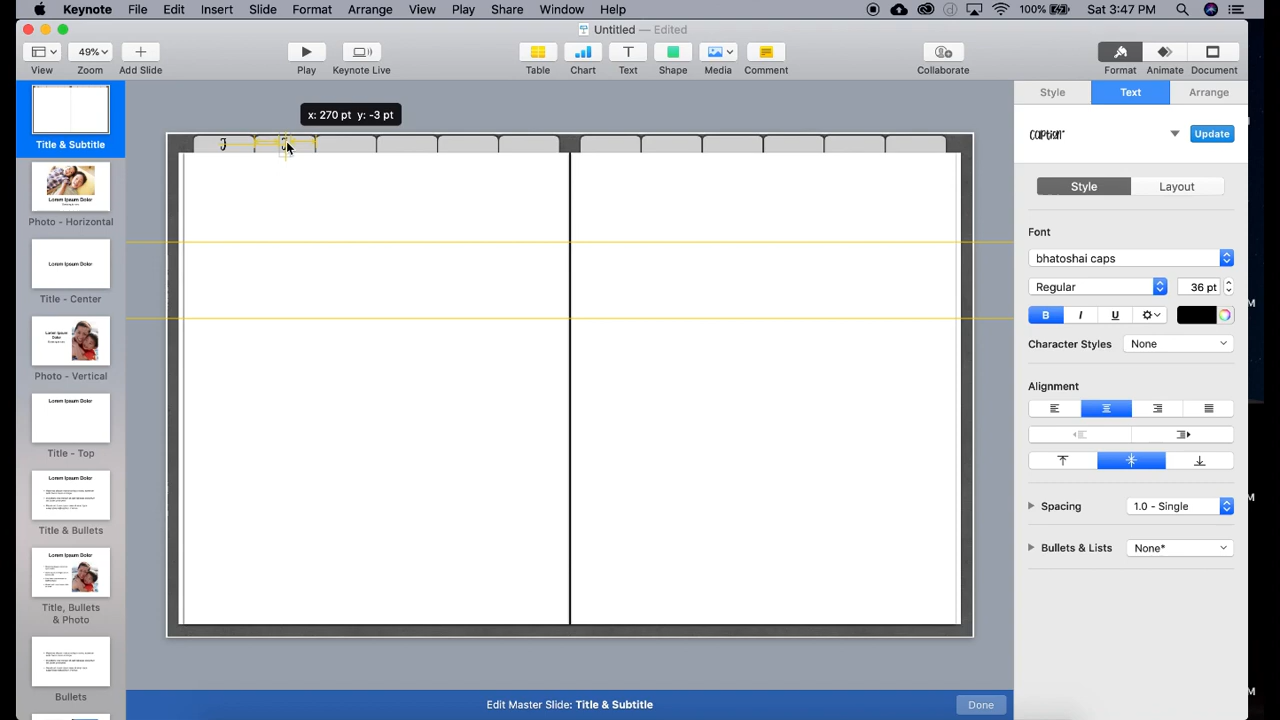 Keynote File Edit Insert Slide Format Arrange View Play Share Window Help 100% Sat 3:47 PM
Untitled — Edited
49%
View Zoom Add Slide Play Keynote Live Table Chart Text Shape Media Comment Collaborate Format Animate Document
Style Text Arrange
x: 270 pt y: -3 pt
Caption
Update
J
J
Title & Subtitle
Style Layout
Lorem Ipsum Dolor
Photo - Horizontal
Font
bhatoshai caps
Lorem Ipsum Dolor
Regular 36 pt
Title - Center
B I U
Character Styles None
Lorem Ipsum Dolor
Photo - Vertical
Alignment
Lorem Ipsum Dolor
Title - Top
Lorem Ipsum Dolor
Spacing 1.0 - Single
Title & Bullets
Bullets & Lists None*
Lorem Ipsum Dolor
Title, Bullets
& Photo
Bullets
Edit Master Slide: Title & Subtitle
Done